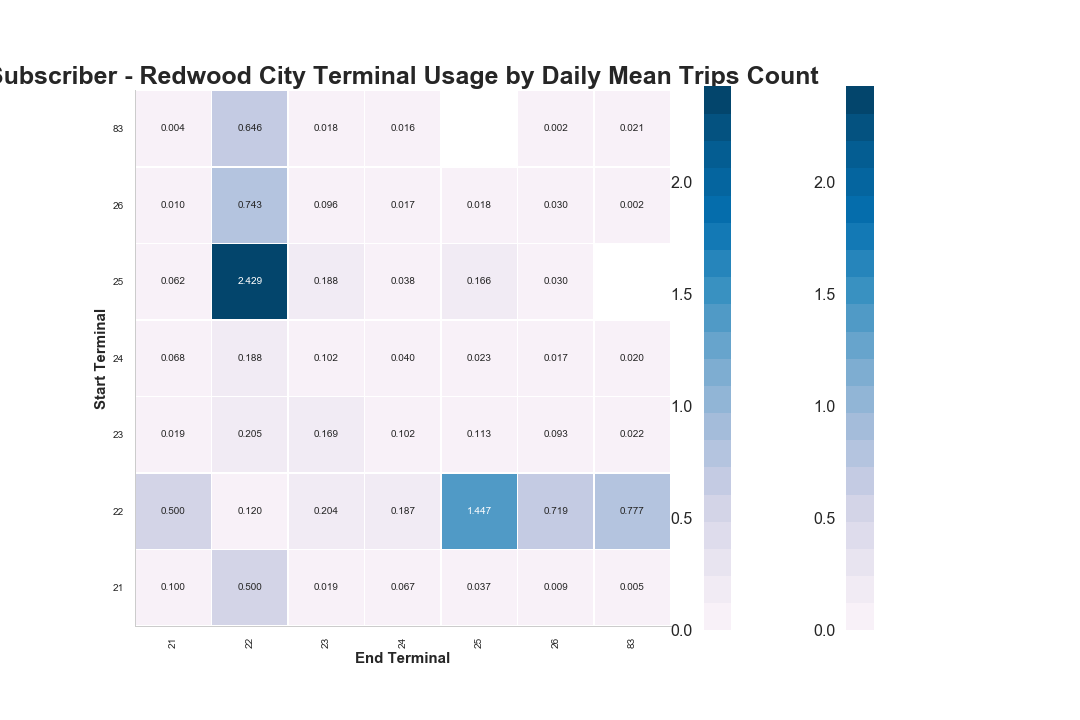 Subscriber - Redwood City Terminal Usage by Daily Mean Trips Count
83 0.004 0.646 0.018 0.016 0.002 0.021
26 0.010 0.743 0.096 0.017 0.018 0.030 0.002
25 0.062 2.429 0.188 0.038 0.166 0.030
24 0.068 0.188 0.102 0.040 0.023 0.017 0.020
23 0.019 0.205 0.169 0.102 0.113 0.093 0.022
22 0.500 0.120 0.204 0.187 1.447 0.719 0.777
21 0.100 0.500 0.019 0.067 0.037 0.009 0.005
21 22 23 24 25 26 83
Start Terminal
End Terminal
2.0
1.5
1.0
0.5
0.0
2.0
1.5
1.0
0.5
0.0